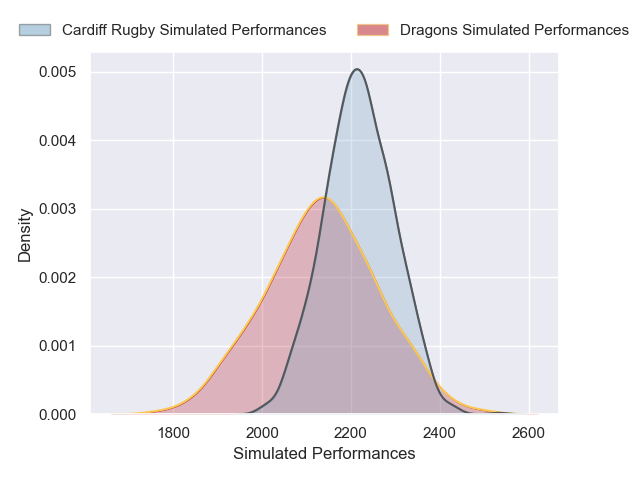 Cardiff Rugby Simulated Performances
Dragons Simulated Performances
0.005
0.004
0.003
0.002
0.001
0.000
Density
1800
2000
2200
2400
2600
Simulated Performances